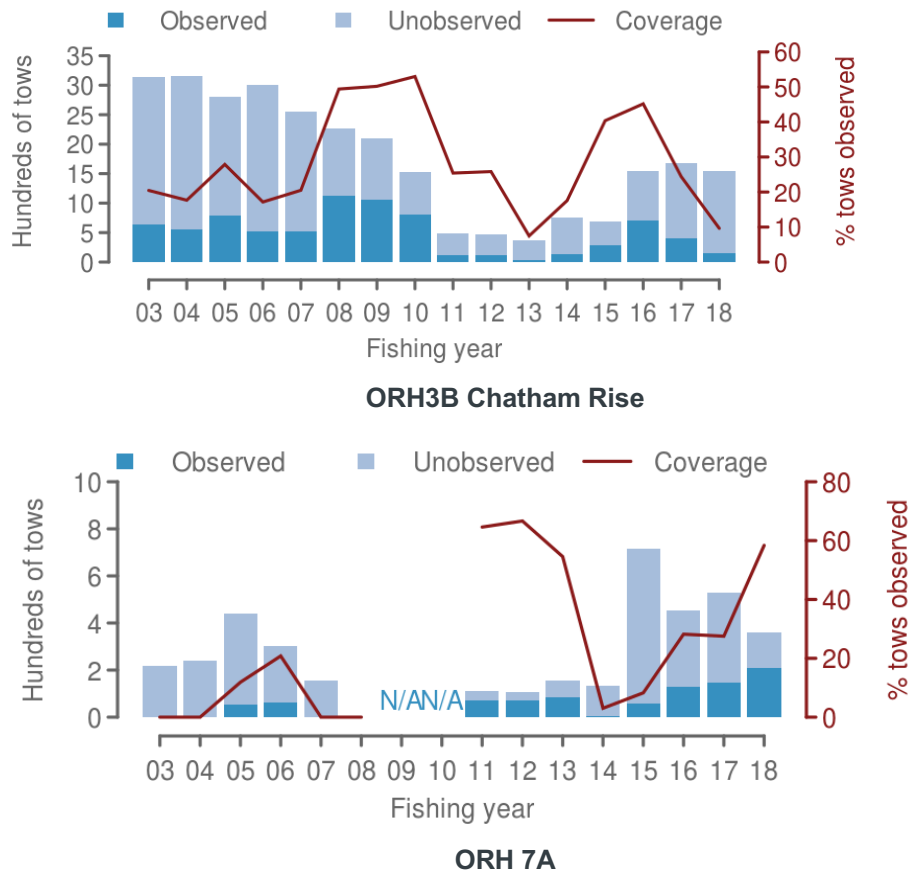 Observed Unobserved Coverage
Hundreds of tows
35
30
25
20
15
10
5
0
60
50
40
30
20
10
0
% tows observed
03 04 05 06 07 08 09 10 11 12 13 14 15 16 17 18
Fishing year
ORH3B Chatham Rise
Observed Unobserved Coverage
Hundreds of tows
10
8
6
4
2
0
N/A N/A
80
60
40
20
0
% tows observed
03 04 05 06 07 08 09 10 11 12 13 14 15 16 17 18
Fishing year
ORH 7A